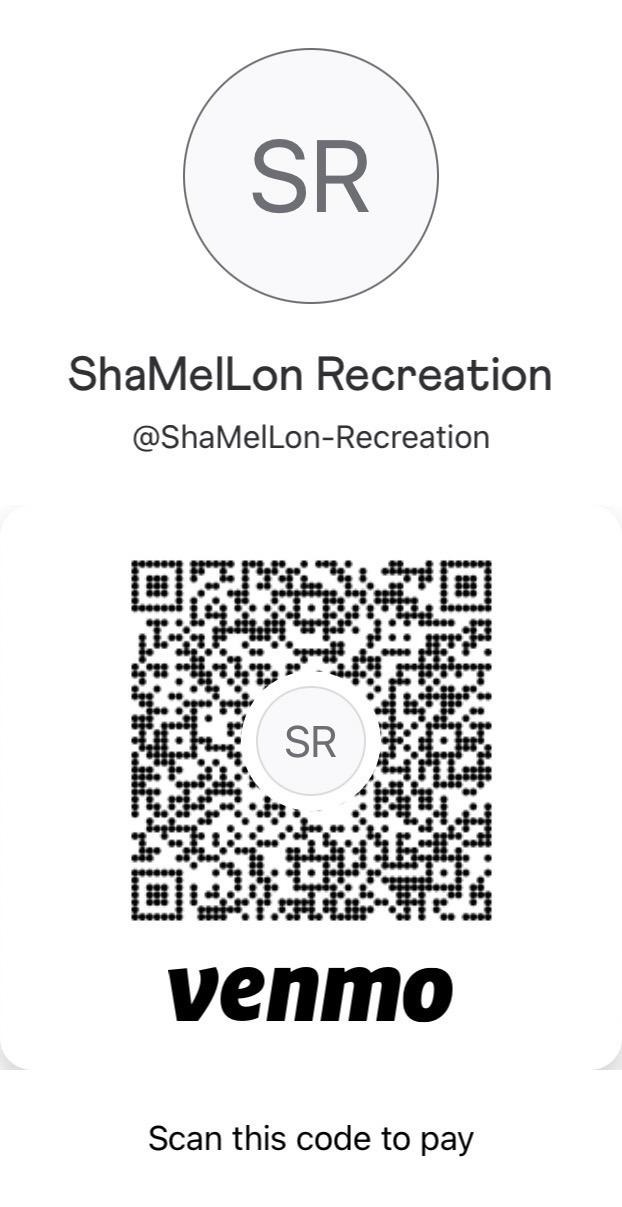 SR
ShaMelLon Recreation
@ShaMelLon-Recreation
SR
venmo
Scan this code to pay